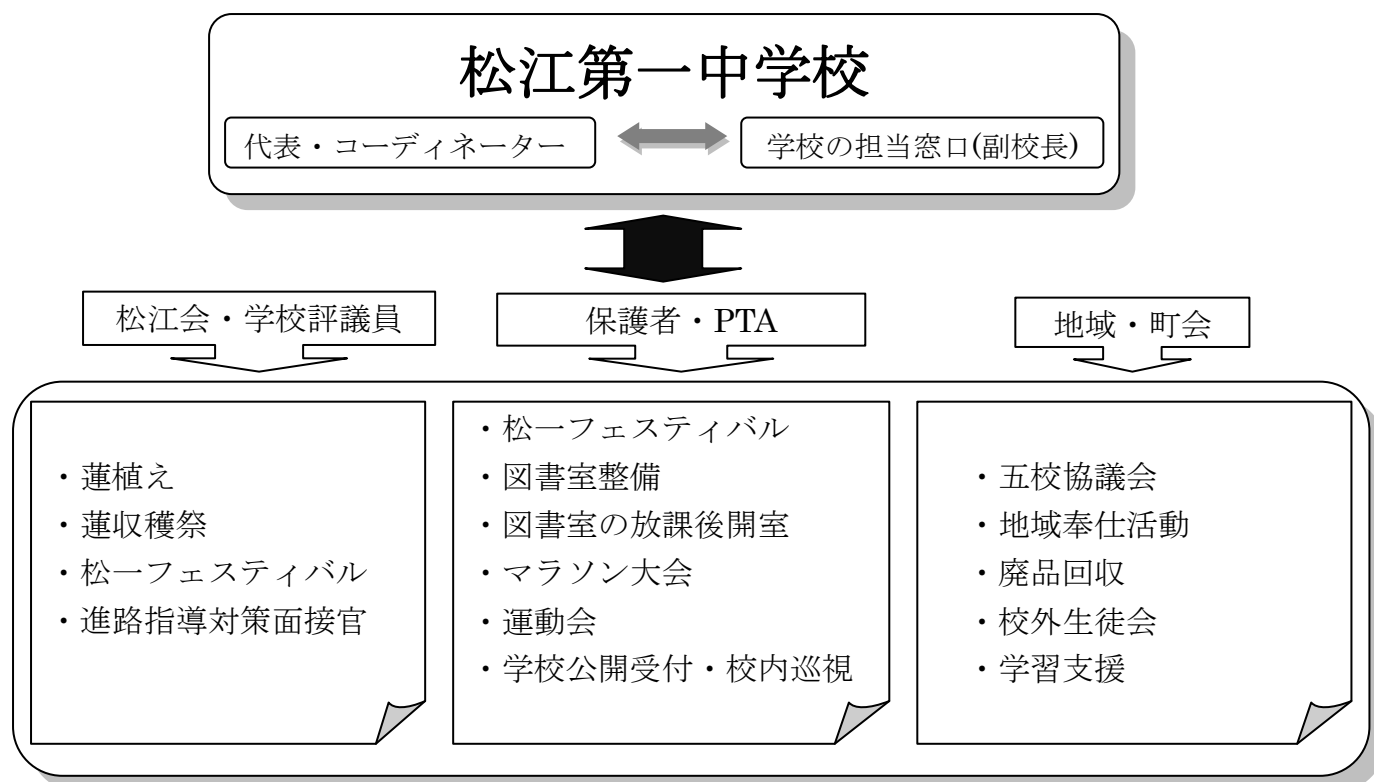 松江第一中学校
代表・コーディネーター
学校の担当窓口(副校長)
松江会・学校評議員
保護者・PTA
地域・町会
・蓮植え
・蓮収穫祭
・松一フェスティバル
・進路指導対策面接官
・松一フェスティバル
・図書室整備
・図書室の放課後開室
・マラソン大会
・運動会
・学校公開受付・校内巡視
・五校協議会
・地域奉仕活動
・廃品回収
・校外生徒会
・学習支援